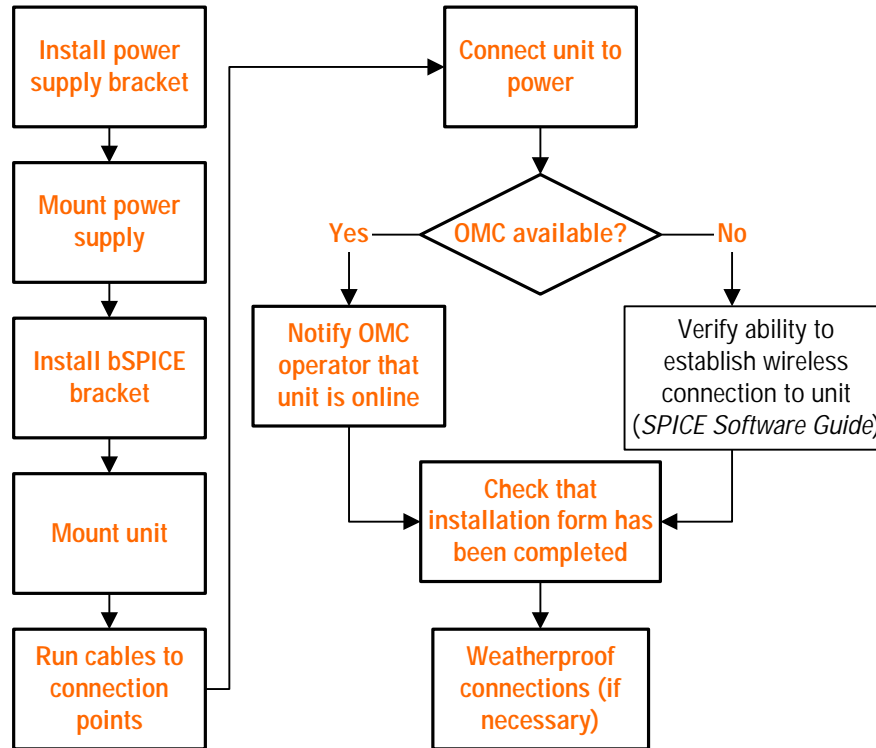 Install power
supply bracket
Mount power
supply
Install bSPICE
bracket
Mount unit
Run cables to
connection
points
Connect unit to
power
OMC available?
Yes
No
Notify OMC
operator that
unit is online
Verify ability to
establish wireless
connection to unit
(SPICE Software Guide)
Check that
installation form has
been completed
Weatherproof
connections (if
necessary)